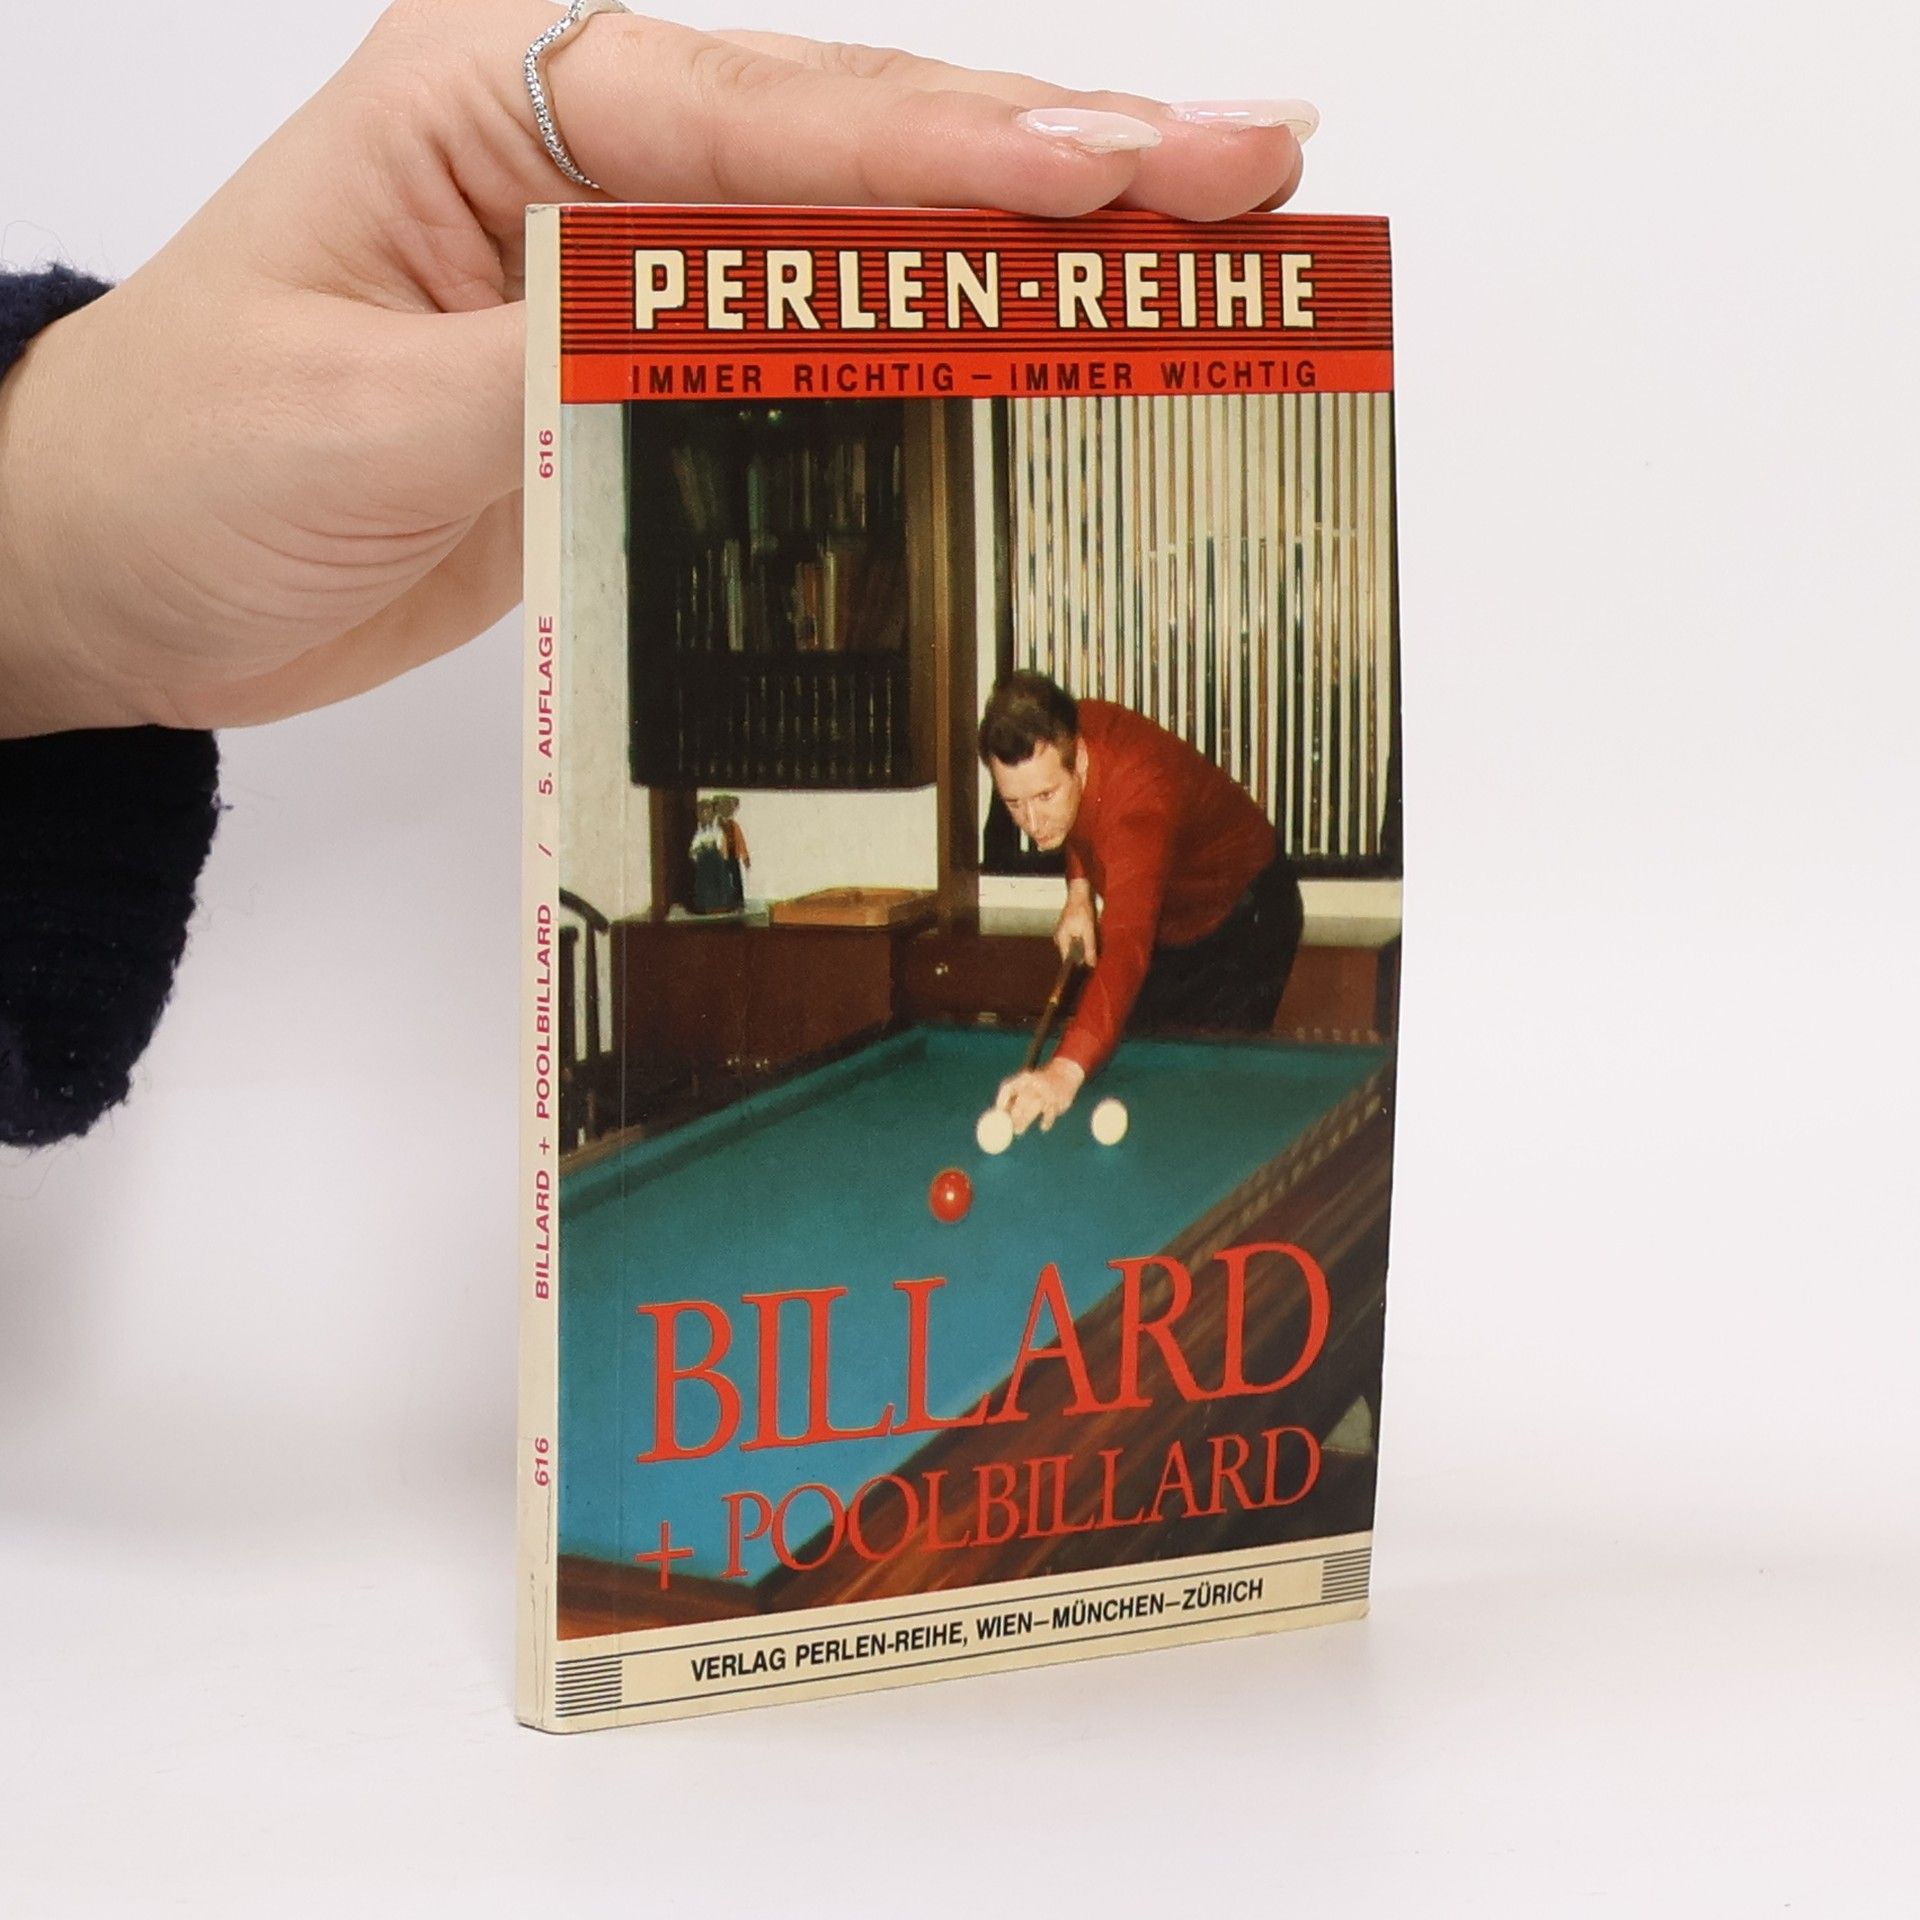 PERLEN-REIHE
IMMER RICHTIG – IMMER WICHTIG
BILLARD
+ POOLBILLARD
VERLAG PERLEN-REIHE, WIEN–MÜNCHEN–ZÜRICH
616 BILLARD + POOLBILLARD / 5. AUFLAGE 616